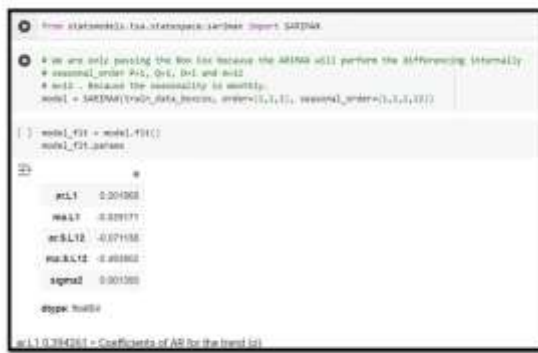 from statsmodels.tsa.statespace.sarimax import SARIMAX
# We are only passing the Box Cox because the ARIMA will perform the differencing internally
# seasonal_order P=1, Q=1, D=1 and m=12
# m=12 . Because the seasonality is monthly.
model = SARIMAX(train_data_boxcox, order=(1,1,1), seasonal_order=(1,1,1,12))
[ ] model_fit = model.fit()
model_fit.params
0
ar.L1
ma.L1
ar.S.L12
ma.S.L12
sigma2
dtype: float64
ar.L1 0.394261 = Coefficients of AR for the trend (p)